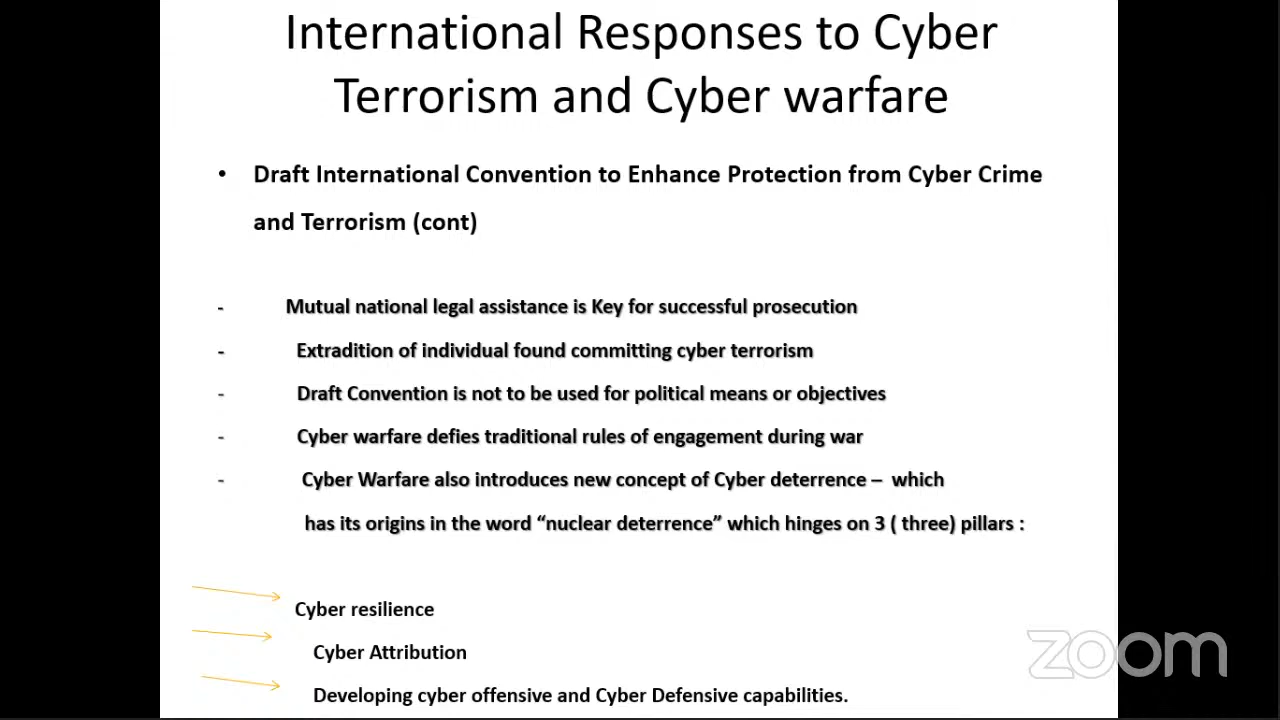 International Responses to Cyber
Terrorism and Cyber warfare
• Draft International Convention to Enhance Protection from Cyber Crime
and Terrorism (cont)
- Mutual national legal assistance is Key for successful prosecution
- Extradition of individual found committing cyber terrorism
- Draft Convention is not to be used for political means or objectives
- Cyber warfare defies traditional rules of engagement during war
- Cyber Warfare also introduces new concept of Cyber deterrence – which
has its origins in the word “nuclear deterrence” which hinges on 3 ( three) pillars :
Cyber resilience
Cyber Attribution
Developing cyber offensive and Cyber Defensive capabilities.
zoom